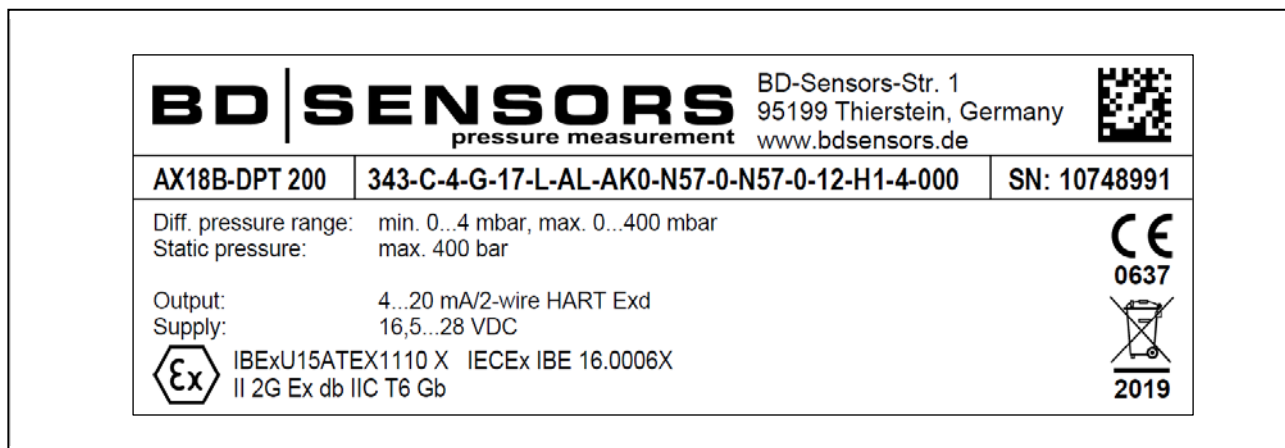 BD|SENSORS
pressure measurement
BD-Sensors-Str. 1
95199 Thierstein, Germany
www.bdsensors.de
AX18B-DPT 200 343-C-4-G-17-L-AL-AK0-N57-0-N57-0-12-H1-4-000 SN: 10748991
Diff. pressure range: min. 0...4 mbar, max. 0...400 mbar
Static pressure: max. 400 bar
CE
0637
Output: 4...20 mA/2-wire HART Exd
Supply: 16,5...28 VDC
Ex IBExU15ATEX1110 X IECEx IBE 16.0006X
II 2G Ex db IIC T6 Gb
2019